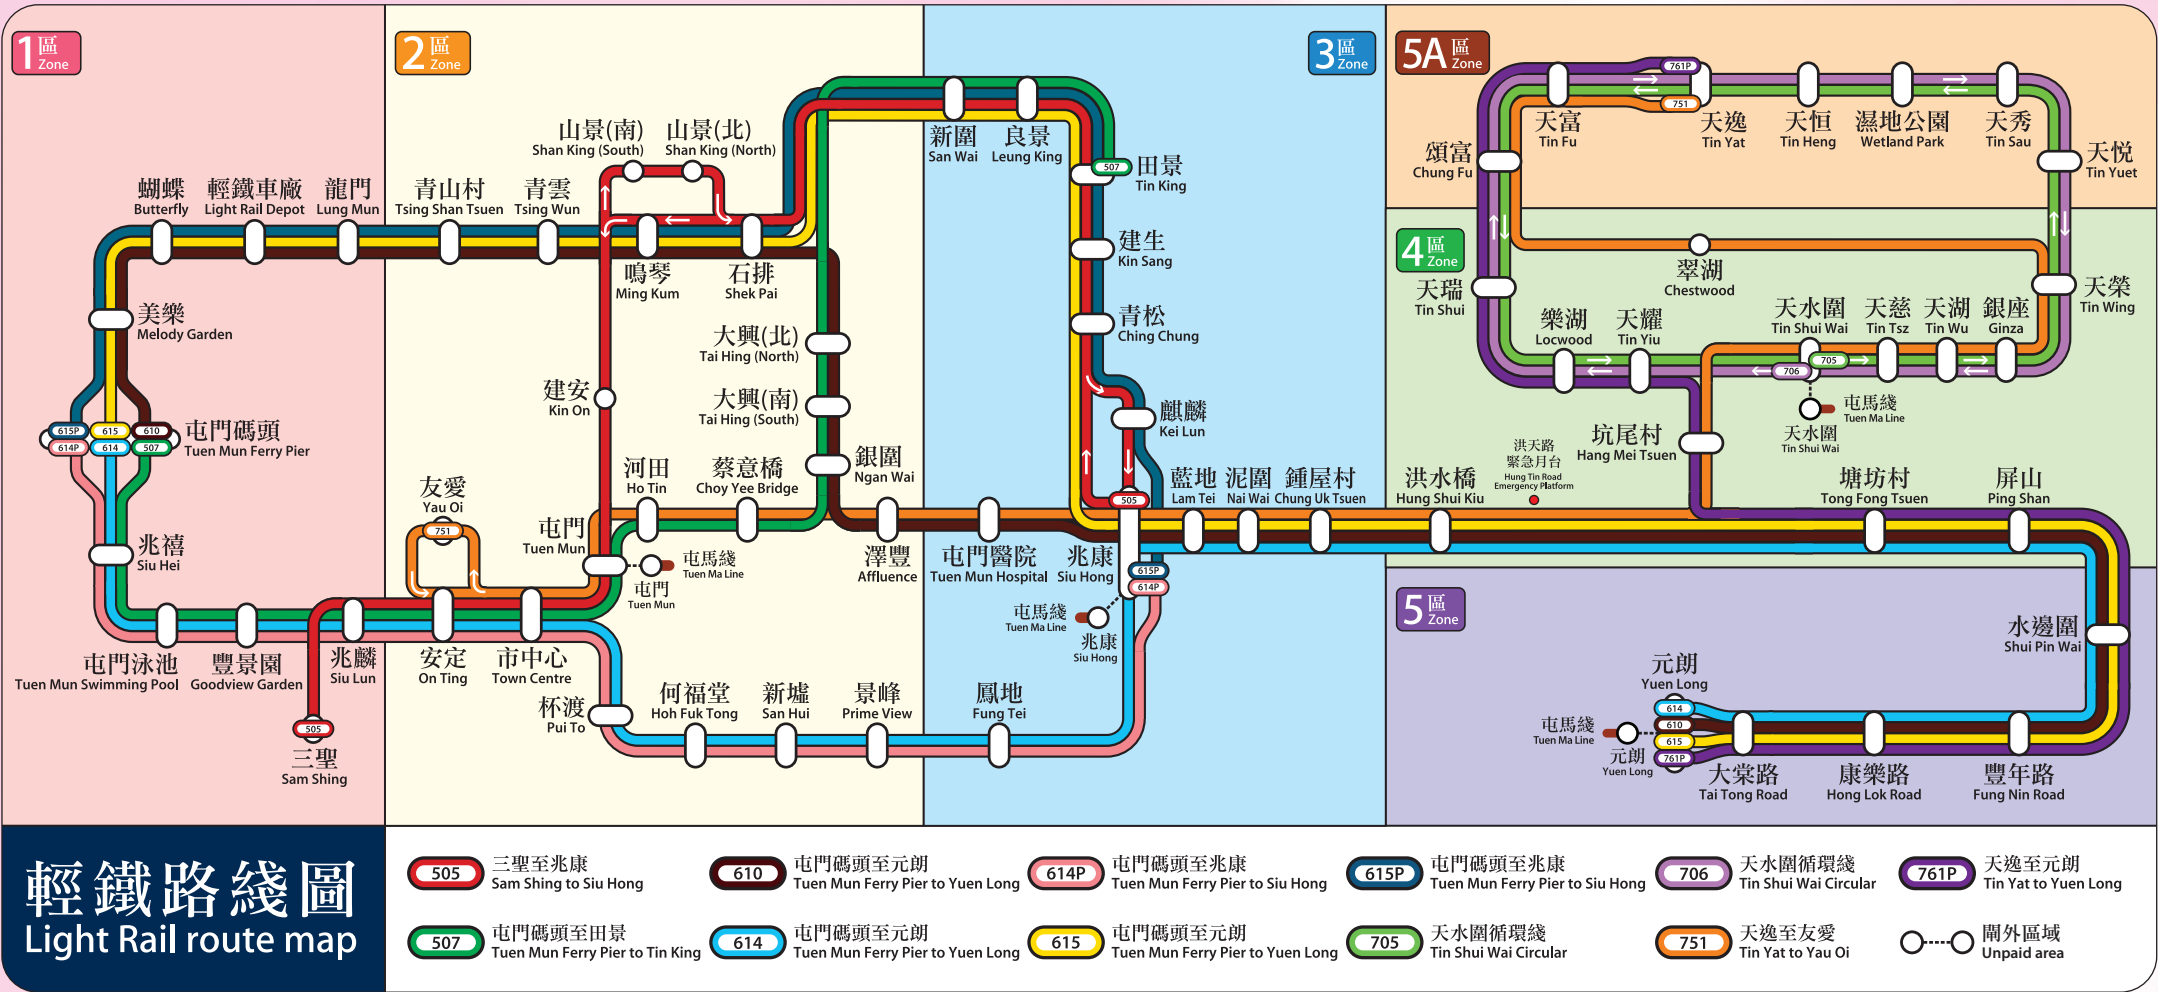 1 區
Zone
2 區
Zone
3 區
Zone
5A 區
Zone
4 區
Zone
5 區
Zone
蝴蝶
Butterfly
輕鐵車廠
Light Rail Depot
龍門
Lung Mun
青山村
Tsing Shan Tsuen
青雲
Tsing Wun
山景(南)
Shan King (South)
山景(北)
Shan King (North)
鳴琴
Ming Kum
石排
Shek Pai
新圍
San Wai
良景
Leung King
507
田景
Tin King
建生
Kin Sang
青松
Ching Chung
麒麟
Kei Lun
美樂
Melody Garden
615P
615
610
614P
614
507
屯門碼頭
Tuen Mun Ferry Pier
兆禧
Siu Hei
屯門泳池
Tuen Mun Swimming Pool
豐景園
Goodview Garden
兆麟
Siu Lun
505
三聖
Sam Shing
友愛
Yau Oi
751
安定
On Ting
市中心
Town Centre
屯門
Tuen Mun
屯馬綫
Tuen Ma Line
屯門
Tuen Mun
建安
Kin On
大興(北)
Tai Hing (North)
大興(南)
Tai Hing (South)
銀圍
Ngan Wai
河田
Ho Tin
蔡意橋
Choy Yee Bridge
澤豐
Affluence
屯門醫院
Tuen Mun Hospital
兆康
Siu Hong
505
615P
614P
屯馬綫
Tuen Ma Line
兆康
Siu Hong
杯渡
Pui To
何福堂
Hoh Fuk Tong
新墟
San Hui
景峰
Prime View
鳳地
Fung Tei
藍地
Lam Tei
泥圍
Nai Wai
鍾屋村
Chung Uk Tsuen
洪水橋
Hung Shui Kiu
洪天路
緊急月台
Hung Tin Road
Emergency Platform
坑尾村
Hang Mei Tsuen
塘坊村
Tong Fong Tsuen
屏山
Ping Shan
761P
751
天富
Tin Fu
天逸
Tin Yat
天恒
Tin Heng
濕地公園
Wetland Park
天秀
Tin Sau
頌富
Chung Fu
天悅
Tin Yuet
天瑞
Tin Shui
翠湖
Chestwood
天榮
Tin Wing
樂湖
Locwood
天耀
Tin Yiu
天水圍
Tin Shui Wai
天慈
Tin Tsz
天湖
Tin Wu
銀座
Ginza
705
706
屯馬綫
Tuen Ma Line
天水圍
Tin Shui Wai
水邊圍
Shui Pin Wai
元朗
Yuen Long
614
610
615
761P
屯馬綫
Tuen Ma Line
元朗
Yuen Long
大棠路
Tai Tong Road
康樂路
Hong Lok Road
豐年路
Fung Nin Road
輕鐵路綫圖
Light Rail route map
505 三聖至兆康
Sam Shing to Siu Hong
610 屯門碼頭至元朗
Tuen Mun Ferry Pier to Yuen Long
614P 屯門碼頭至兆康
Tuen Mun Ferry Pier to Siu Hong
615P 屯門碼頭至兆康
Tuen Mun Ferry Pier to Siu Hong
706 天水圍循環綫
Tin Shui Wai Circular
761P 天逸至元朗
Tin Yat to Yuen Long
507 屯門碼頭至田景
Tuen Mun Ferry Pier to Tin King
614 屯門碼頭至元朗
Tuen Mun Ferry Pier to Yuen Long
615 屯門碼頭至元朗
Tuen Mun Ferry Pier to Yuen Long
705 天水圍循環綫
Tin Shui Wai Circular
751 天逸至友愛
Tin Yat to Yau Oi
閘外區域
Unpaid area